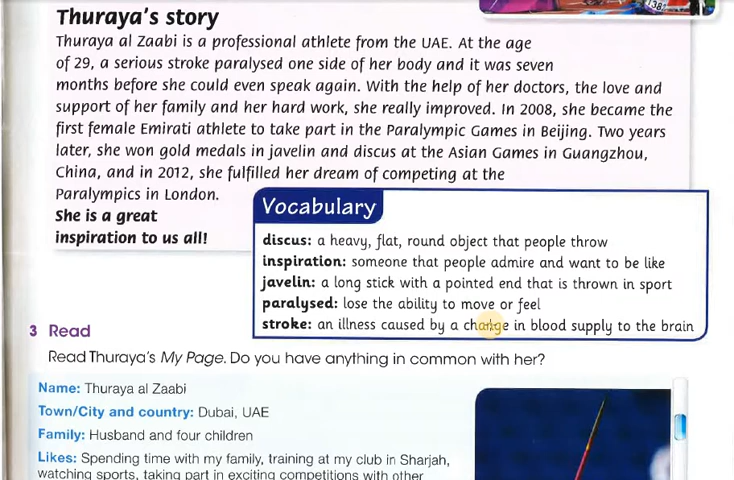 138
Thuraya's story
Thuraya al Zaabi is a professional athlete from the UAE. At the age
of 29, a serious stroke paralysed one side of her body and it was seven
months before she could even speak again. With the help of her doctors, the love and
support of her family and her hard work, she really improved. In 2008, she became the
first female Emirati athlete to take part in the Paralympic Games in Beijing. Two years
later, she won gold medals in javelin and discus at the Asian Games in Guangzhou,
China, and in 2012, she fulfilled her dream of competing at the
Paralympics in London.
She is a great
inspiration to us all!
Vocabulary
discus: a heavy, flat, round object that people throw
inspiration: someone that people admire and want to be like
javelin: a long stick with a pointed end that is thrown in sport
paralysed: lose the ability to move or feel
stroke: an illness caused by a change in blood supply to the brain
3 Read
Read Thuraya's My Page. Do you have anything in common with her?
Name: Thuraya al Zaabi
Town/City and country: Dubai, UAE
Family: Husband and four children
Likes: Spending time with my family, training at my club in Sharjah,
watching sports, taking part in exciting competitions with other